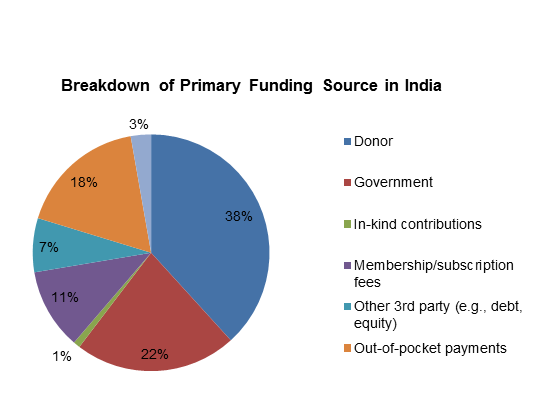 Breakdown of Primary Funding Source in India
3%
18%
38%
7%
11%
1%
22%
Donor
Government
In-kind contributions
Membership/subscription
fees
Other 3rd party (e.g., debt,
equity)
Out-of-pocket payments